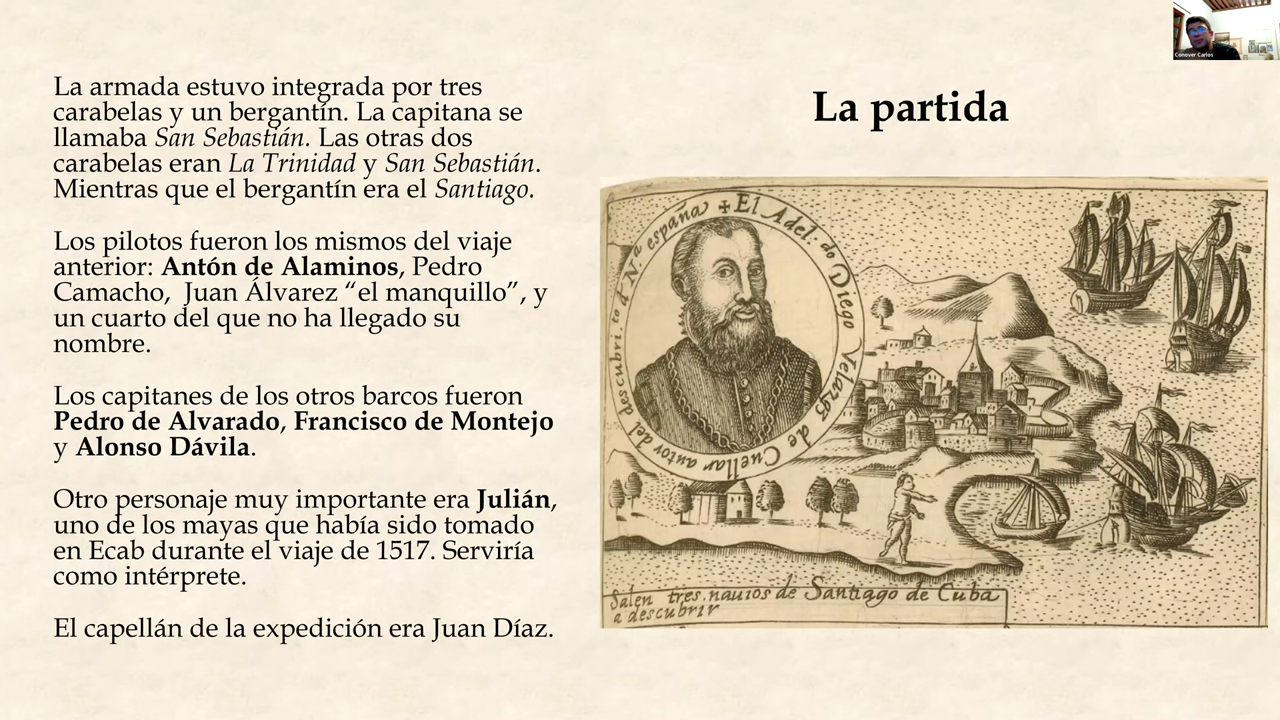 La armada estuvo integrada por tres
carabelas y un bergantín. La capitana se
llamaba San Sebastián. Las otras dos
carabelas eran La Trinidad y San Sebastián.
Mientras que el bergantín era el Santiago.
Los pilotos fueron los mismos del viaje
anterior: Antón de Alaminos, Pedro
Camacho, Juan Álvarez “el manquillo”, y
un cuarto del que no ha llegado su
nombre.
Los capitanes de los otros barcos fueron
Pedro de Alvarado, Francisco de Montejo
y Alonso Dávila.
Otro personaje muy importante era Julián,
uno de los mayas que había sido tomado
en Ecab durante el viaje de 1517. Serviría
como intérprete.
El capellán de la expedición era Juan Díaz.
La partida
El Adel.do Diego Velazqs de Cuellar autor del descubri.to d N.a españa
Salen tres nauios de Santiago de Cuba
a descubrir
Conover Carlos